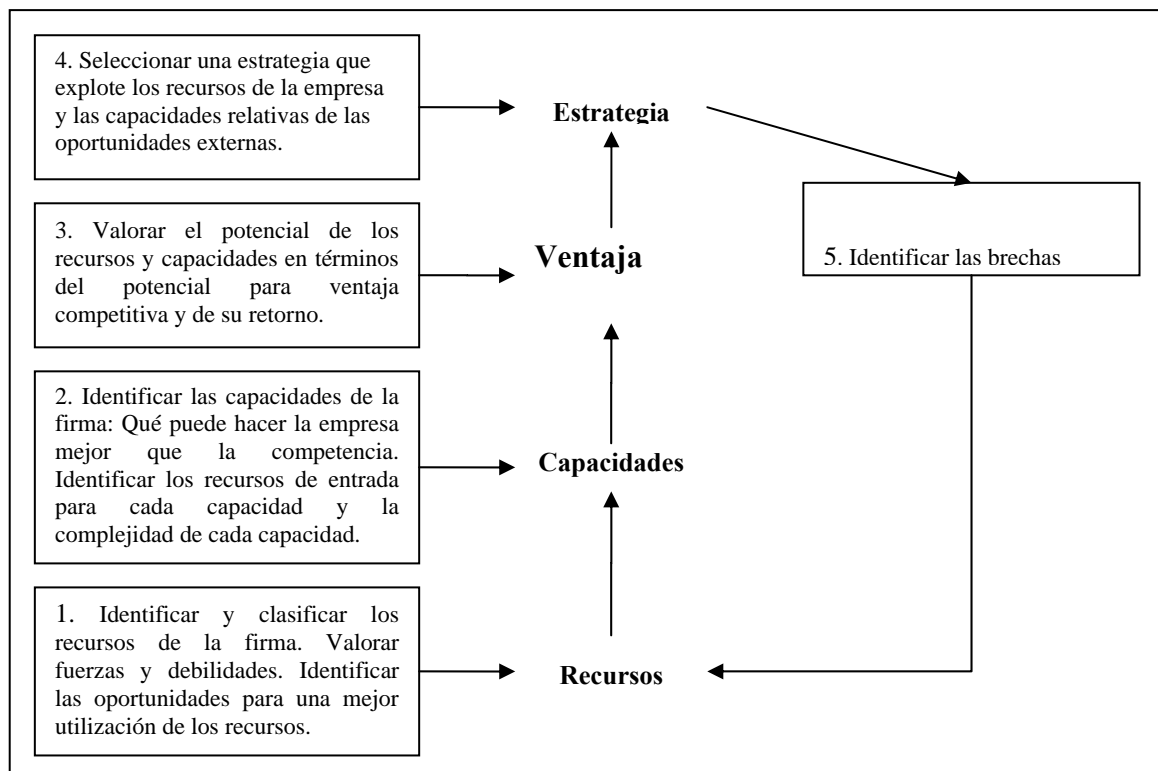 4. Seleccionar una estrategia que
explote los recursos de la empresa
y las capacidades relativas de las
oportunidades externas.
Estrategia
3. Valorar el potencial de los
recursos y capacidades en términos
del potencial para ventaja
competitiva y de su retorno.
Ventaja
5. Identificar las brechas
2. Identificar las capacidades de la
firma: Qué puede hacer la empresa
mejor que la competencia.
Identificar los recursos de entrada
para cada capacidad y la
complejidad de cada capacidad.
Capacidades
1. Identificar y clasificar los
recursos de la firma. Valorar
fuerzas y debilidades. Identificar
las oportunidades para una mejor
utilización de los recursos.
Recursos